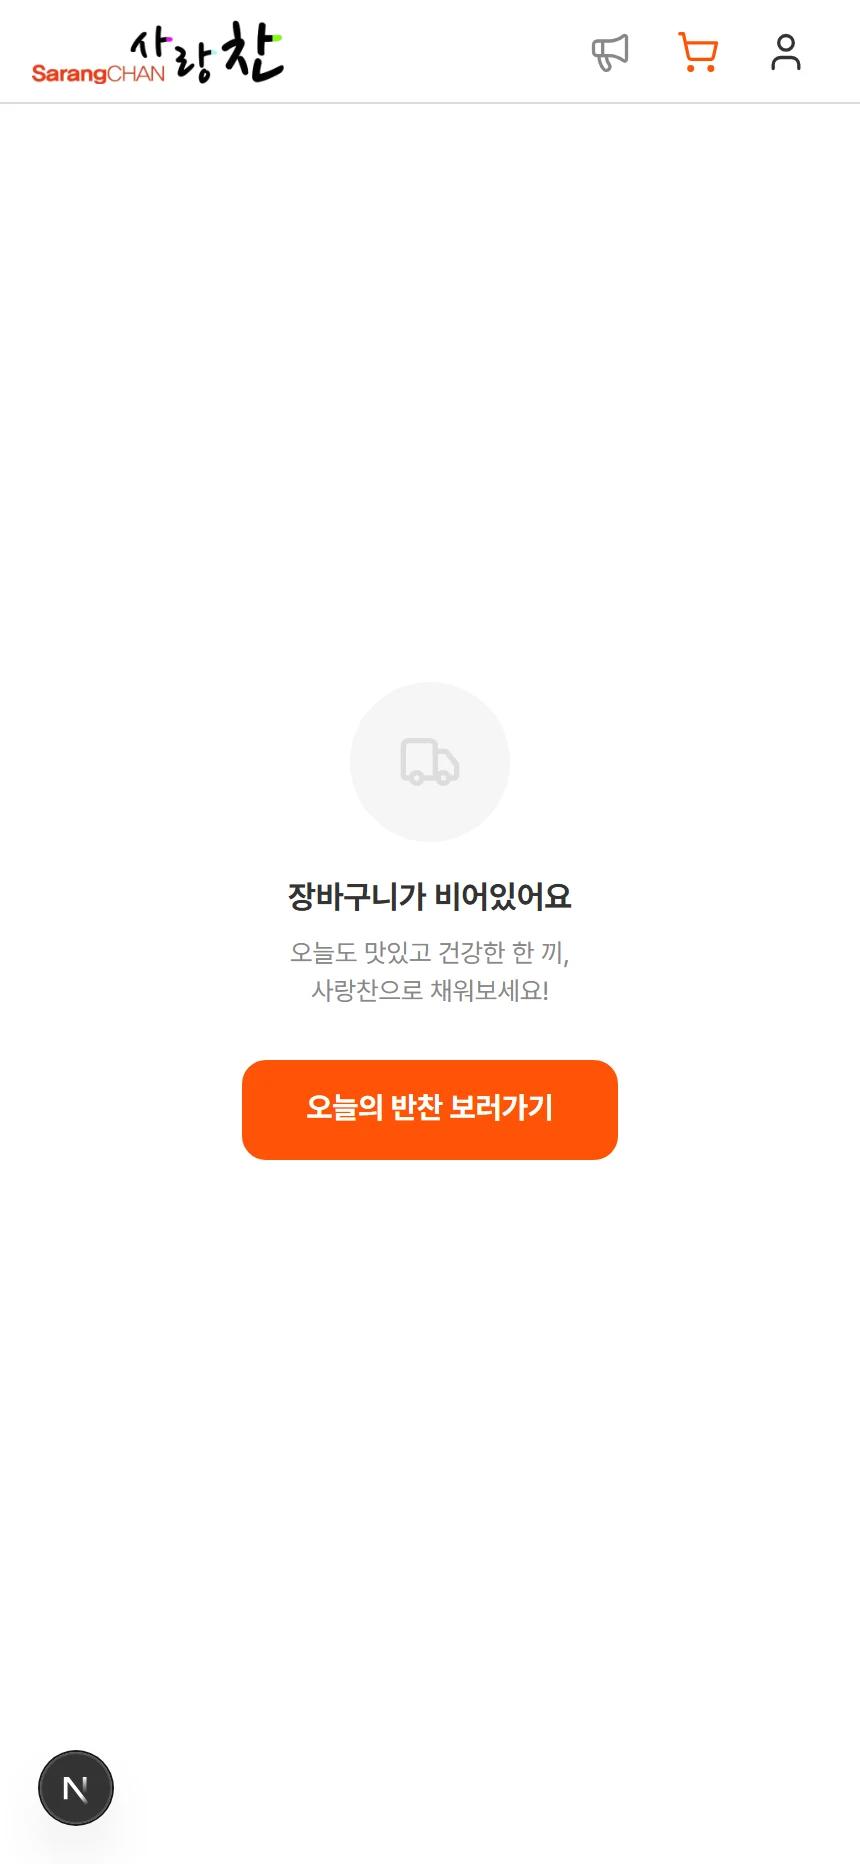 사랑찬
SarangCHAN
장바구니가 비어있어요
오늘도 맛있고 건강한 한 끼,
사랑찬으로 채워보세요!
오늘의 반찬 보러가기
N